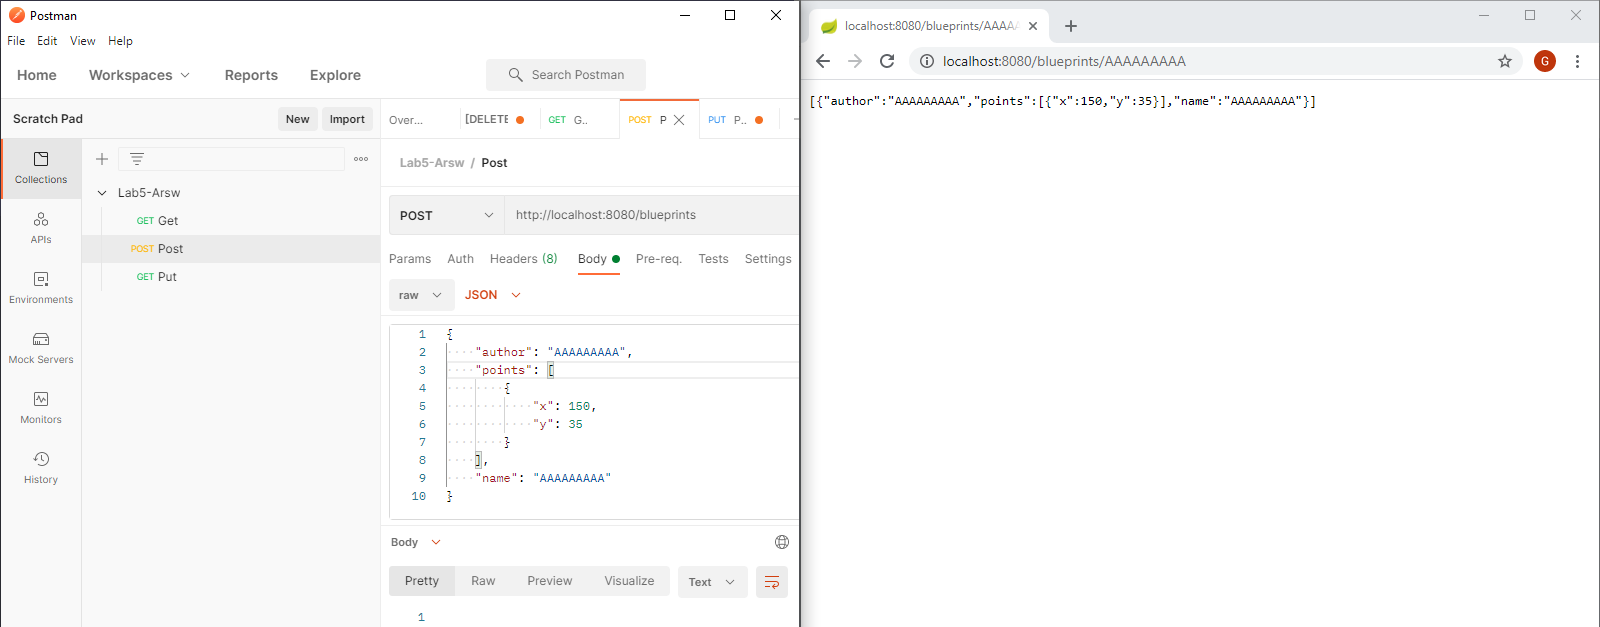 Postman
File Edit View Help
Home Workspaces Reports Explore Search Postman
Scratch Pad New Import
Over... [DELETE GET G.. POST P PUT P..
Collections
APIs
Environments
Mock Servers
Monitors
History
Lab5-Arsw
GET Get
POST Post
GET Put
Lab5-Arsw / Post
POST http://localhost:8080/blueprints
Params Auth Headers (8) Body Pre-req. Tests Settings
raw JSON
1 {
2 "author": "AAAAAAAAA",
3 "points": [
4 {
5 "x": 150,
6 "y": 35
7 }
8 ],
9 "name": "AAAAAAAAA"
10 }
Body
Pretty Raw Preview Visualize Text
1
localhost:8080/blueprints/AAAAA
localhost:8080/blueprints/AAAAAAAAA G
[{"author":"AAAAAAAAA","points":[{"x":150,"y":35}],"name":"AAAAAAAAA"}]